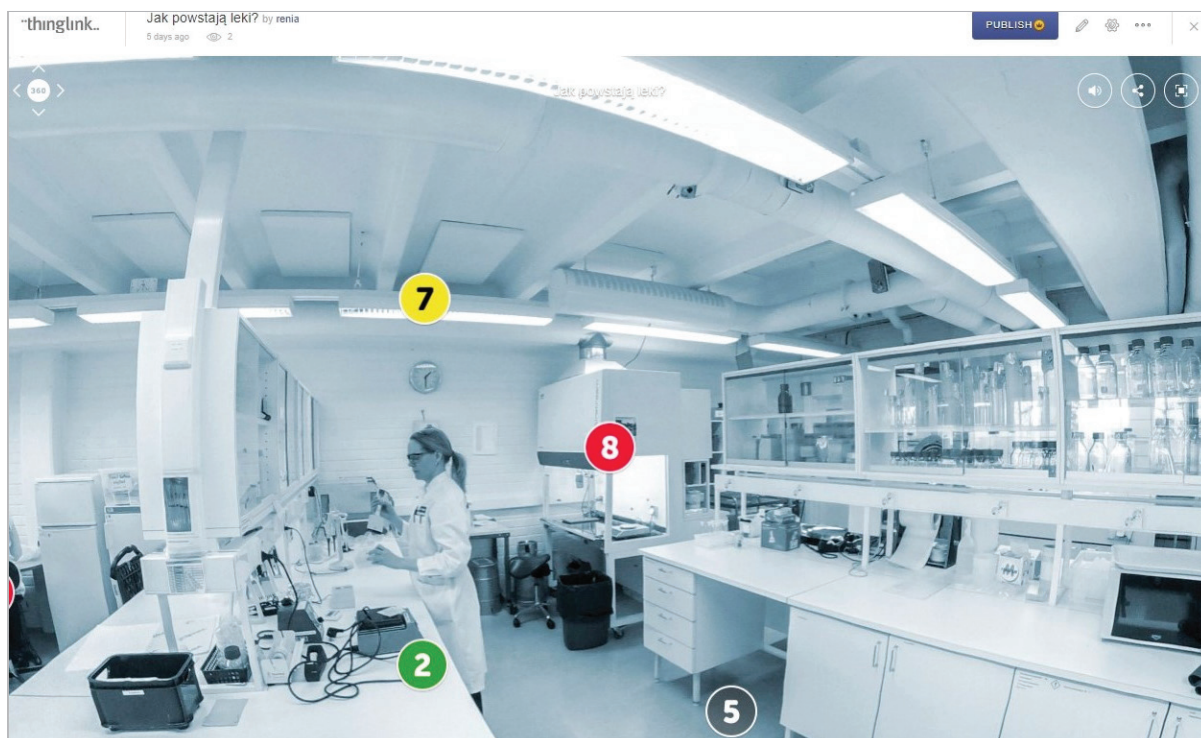 ··thinglink..
Jak powstają leki? by renia
5 days ago 2
PUBLISH
360
Jak powstają leki?
7
8
2
5